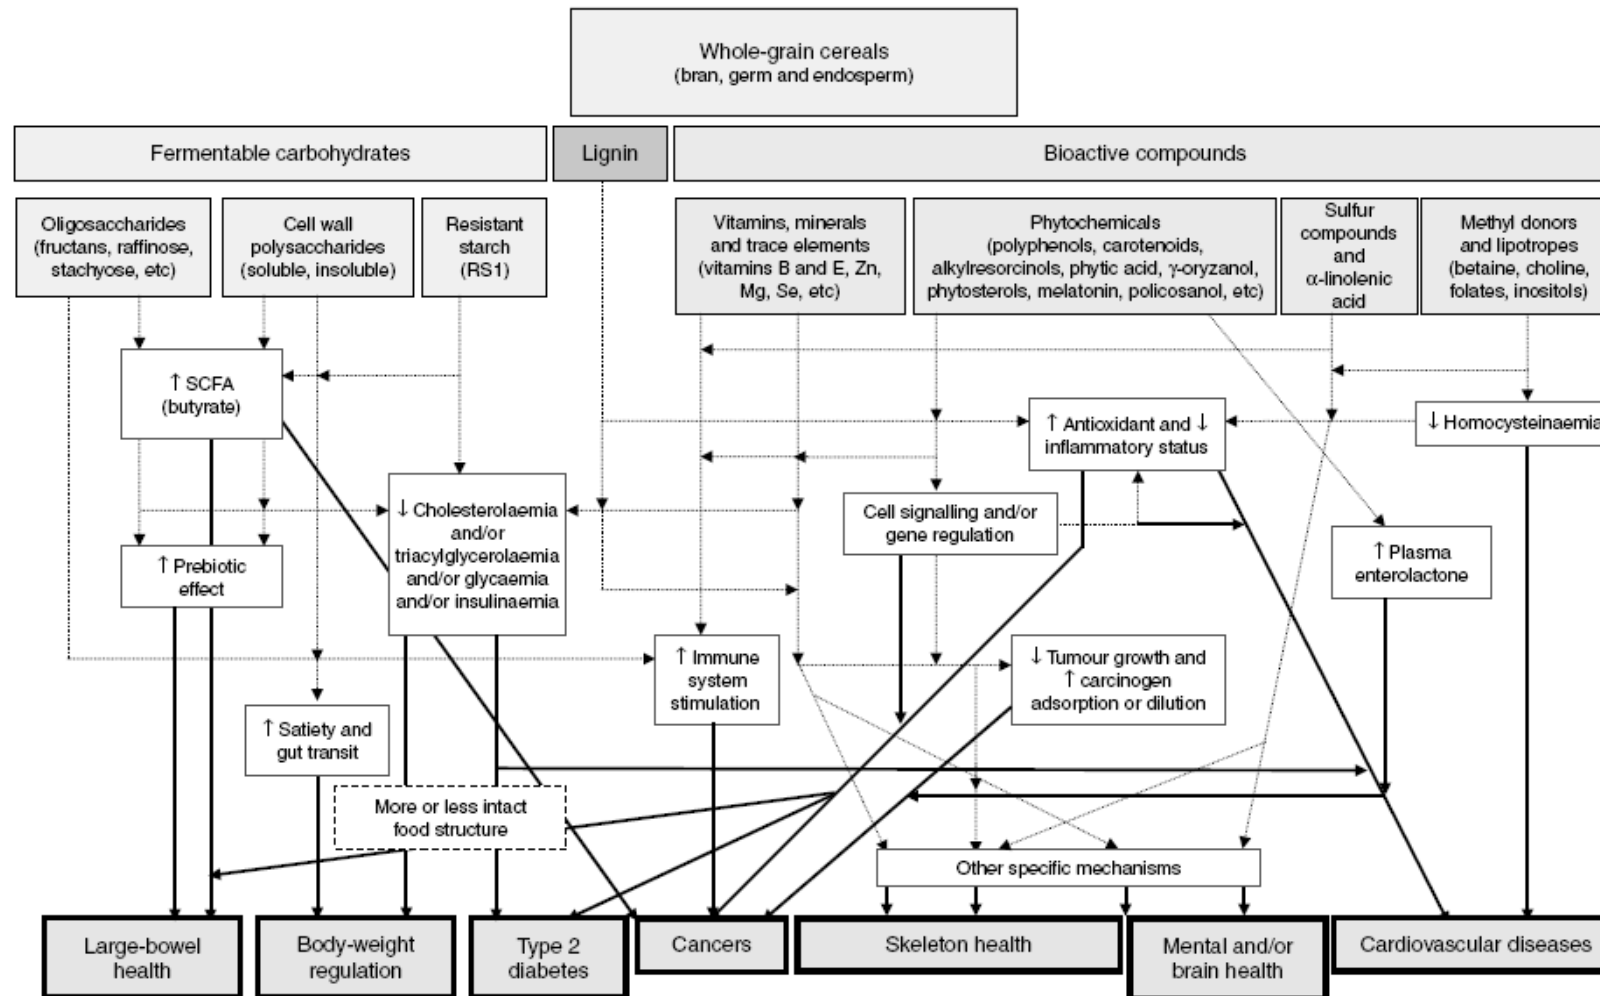 Whole-grain cereals
(bran, germ and endosperm)
Fermentable carbohydrates
Lignin
Bioactive compounds
Oligosaccharides
(fructans, raffinose,
stachyose, etc)
Cell wall
polysaccharides
(soluble, insoluble)
Resistant
starch
(RS1)
Vitamins, minerals
and trace elements
(vitamins B and E, Zn,
Mg, Se, etc)
Phytochemicals
(polyphenols, carotenoids,
alkylresorcinols, phytic acid, γ-oryzanol,
phytosterols, melatonin, policosanol, etc)
Sulfur
compounds
and
α-linolenic
acid
Methyl donors
and lipotropes
(betaine, choline,
folates, inositols)
↑ SCFA
(butyrate)
↑ Antioxidant and ↓
inflammatory status
↓ Homocysteinaemia
↓ Cholesterolaemia
and/or
triacylglycerolaemia
and/or glycaemia
and/or insulinaemia
Cell signalling and/or
gene regulation
↑ Prebiotic
effect
↑ Plasma
enterolactone
↑ Immune
system
stimulation
↓ Tumour growth and
↑ carcinogen
adsorption or dilution
↑ Satiety and
gut transit
More or less intact
food structure
Other specific mechanisms
Large-bowel
health
Body-weight
regulation
Type 2
diabetes
Cancers
Skeleton health
Mental and/or
brain health
Cardiovascular diseases